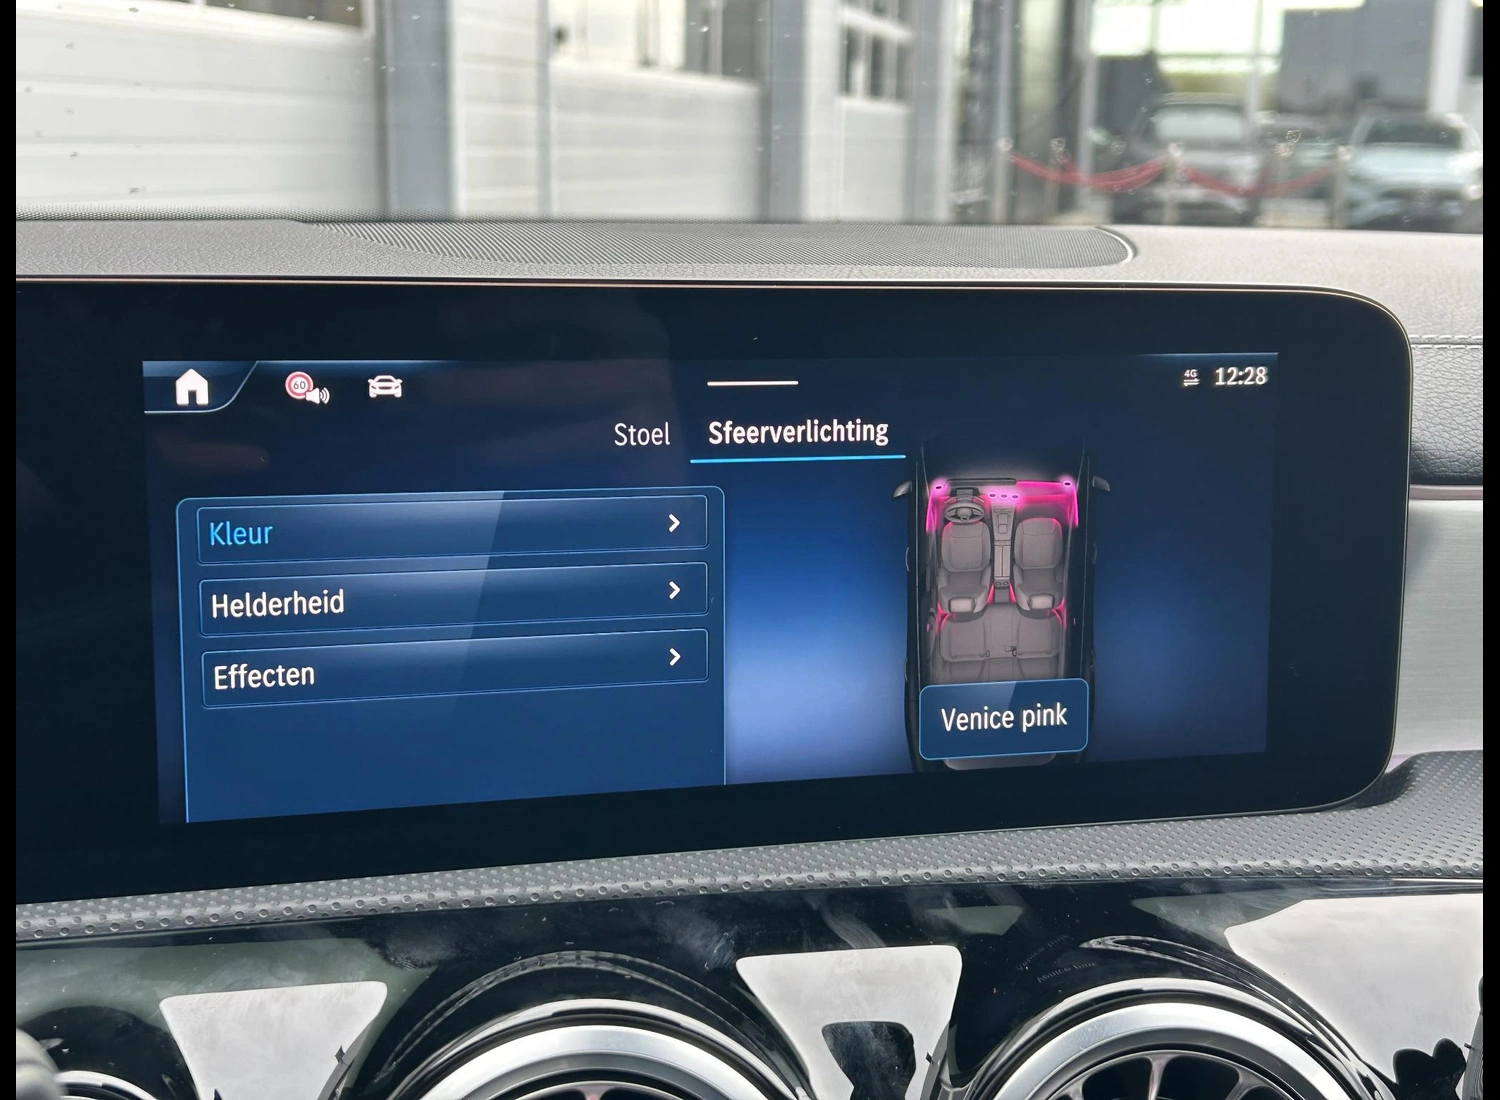 60
4G
12:28
Stoel
Sfeerverlichting
Kleur
Helderheid
Effecten
Venice pink